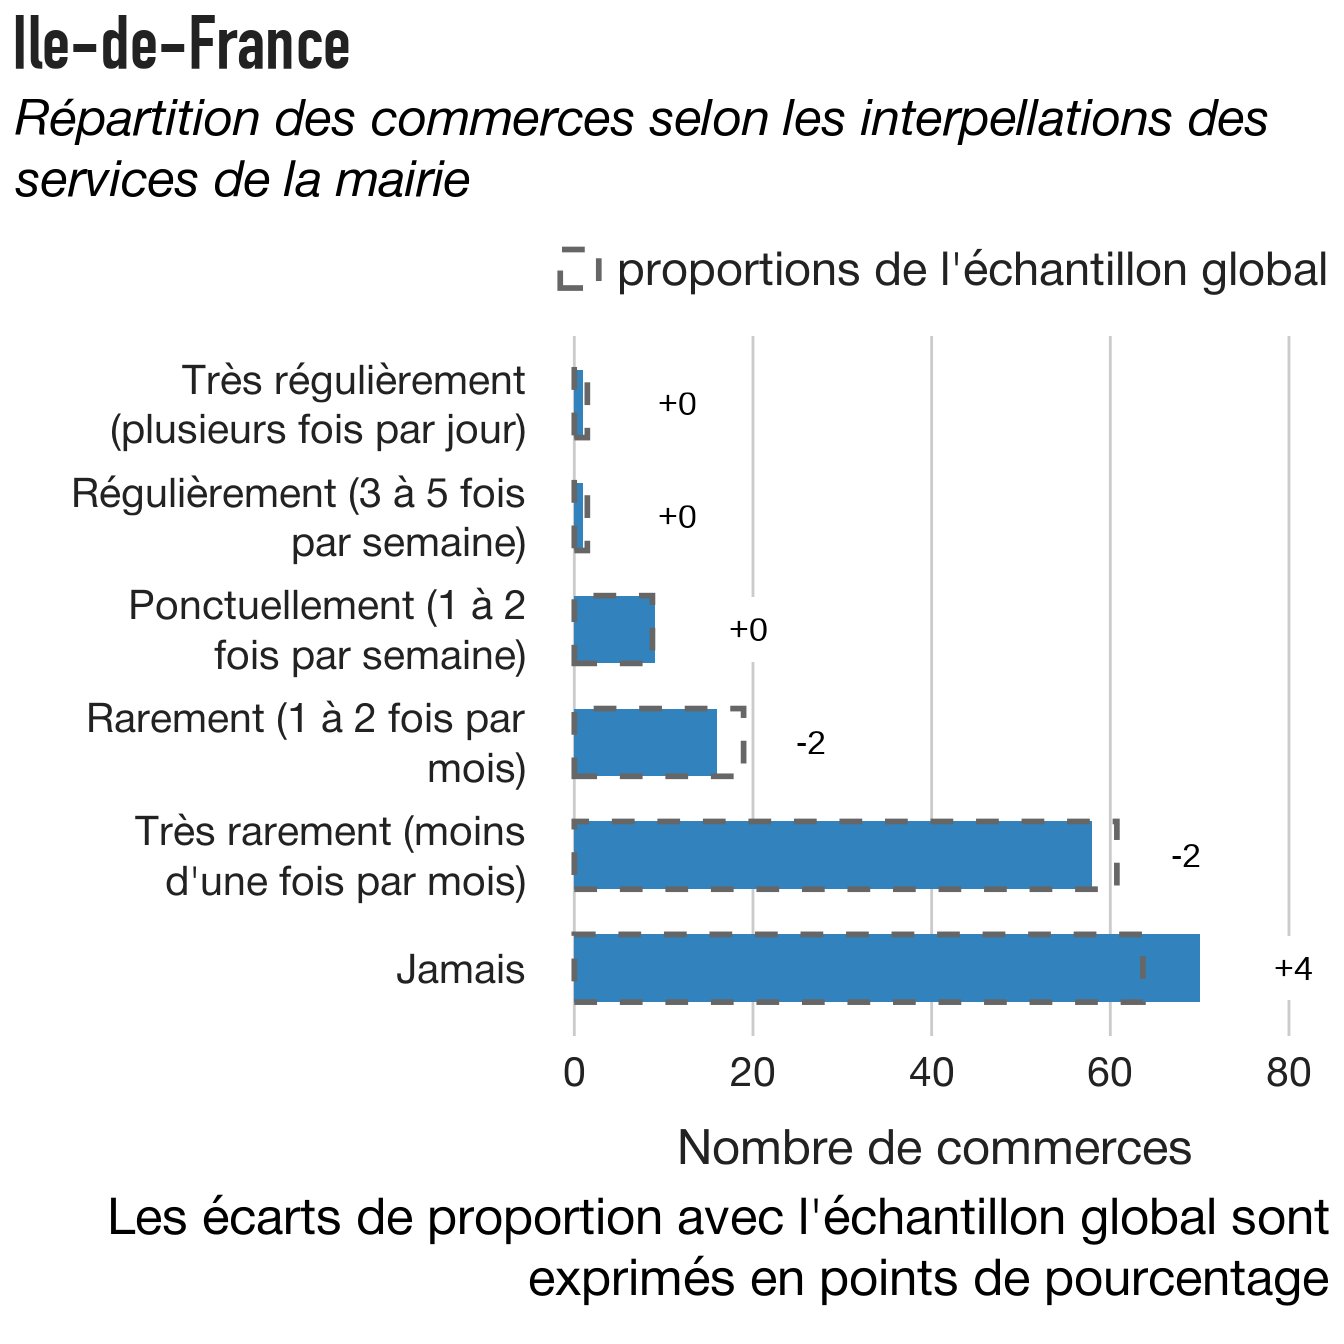 Ile-de-France
Répartition des commerces selon les interpellations des
services de la mairie
proportions de l'échantillon global
Très régulièrement
(plusieurs fois par jour)
+0
Régulièrement (3 à 5 fois
par semaine)
+0
Ponctuellement (1 à 2
fois par semaine)
+0
Rarement (1 à 2 fois par
mois)
-2
Très rarement (moins
d'une fois par mois)
-2
Jamais
+4
0 20 40 60 80
Nombre de commerces
Les écarts de proportion avec l'échantillon global sont
exprimés en points de pourcentage